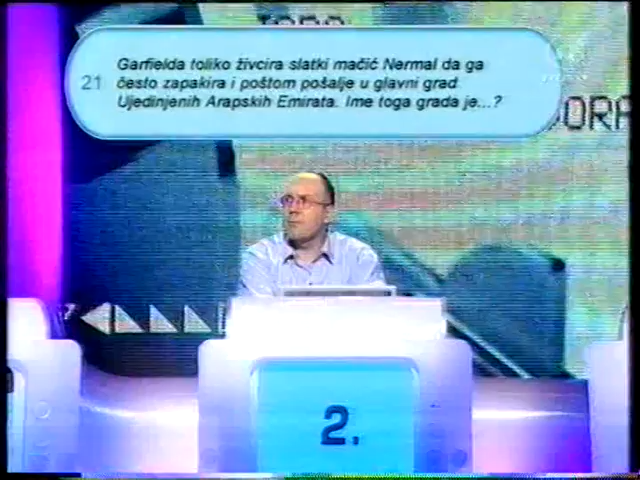 21
Garfielda toliko živcira slatki mačić Nermal da ga
često zapakira i poštom pošalje u glavni grad
Ujedinjenih Arapskih Emirata. Ime toga grada je...?
2.